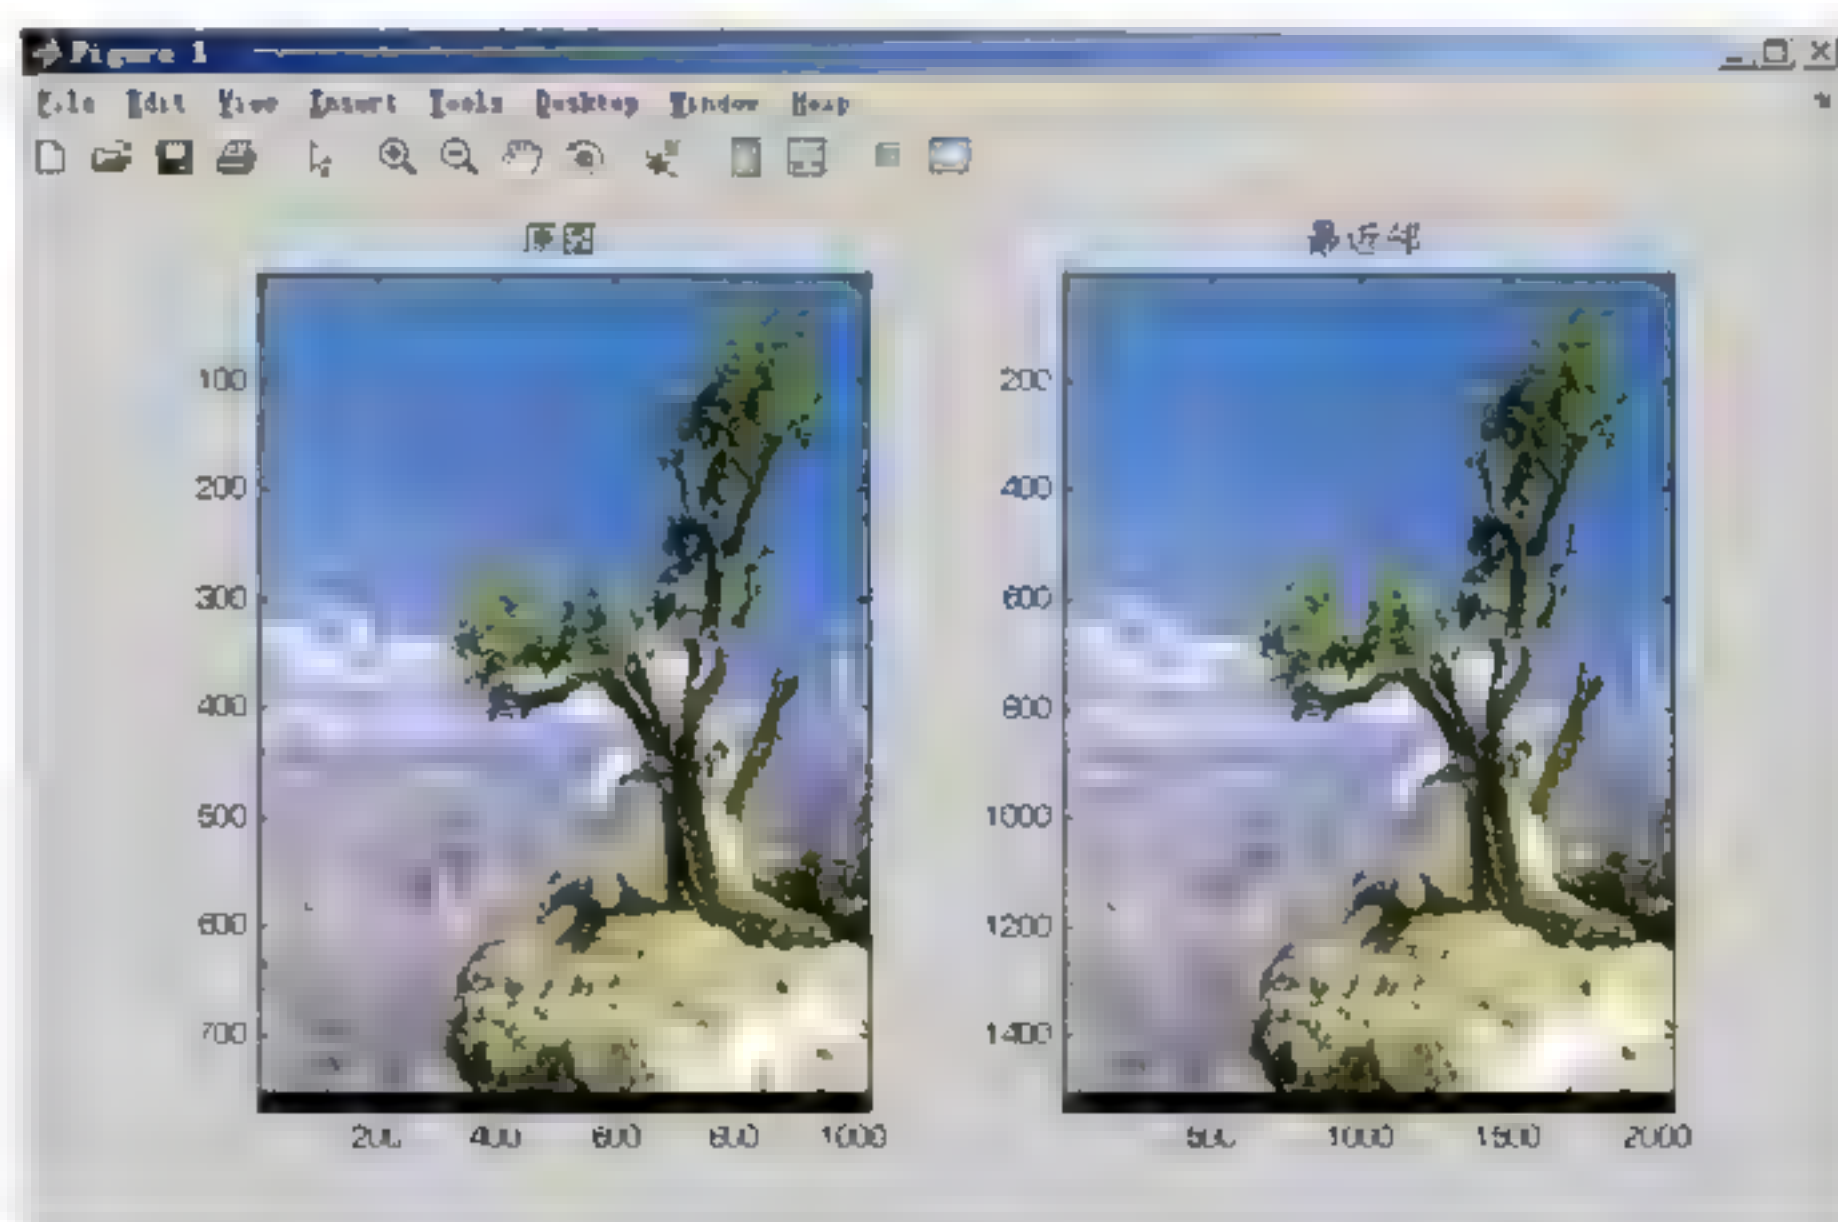 Figure 1
File Edit View Insert Tools Desktop Window Help
原图
最近邻
100
200
300
400
500
600
700
200 400 600 800 1000
200
400
600
800
1000
1200
1400
500 1000 1500 2000